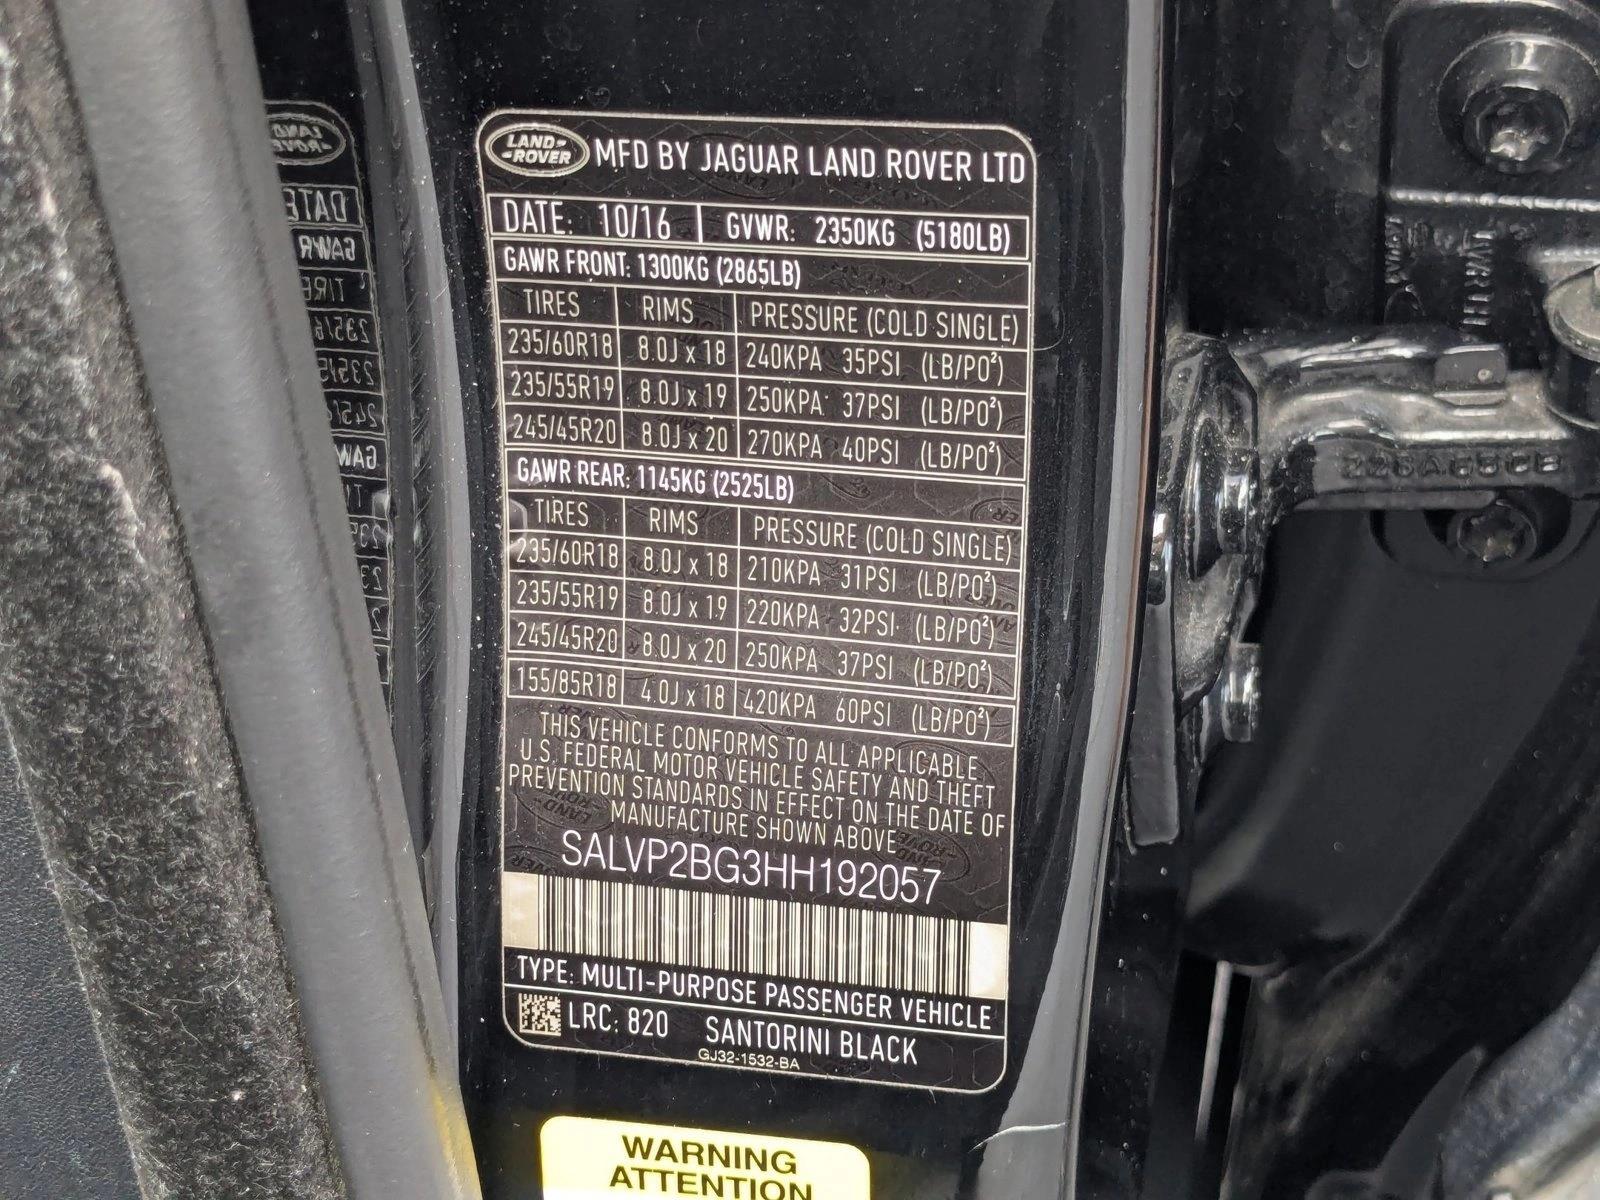 LAND-
-ROVER
MFD BY JAGUAR LAND ROVER LTD
DATE: 10/16 | GVWR: 2350KG (5180LB)
GAWR FRONT: 1300KG (2865LB)
TIRES RIMS PRESSURE (COLD SINGLE)
235/60R18 8.0J x 18 240KPA 35PSI (LB/PO²)
235/55R19 8.0J x 19 250KPA 37PSI (LB/PO²)
245/45R20 8.0J x 20 270KPA 40PSI (LB/PO²)
GAWR REAR: 1145KG (2525LB)
TIRES RIMS PRESSURE (COLD SINGLE)
235/60R18 8.0J x 18 210KPA 31PSI (LB/PO²)
235/55R19 8.0J x 19 220KPA 32PSI (LB/PO²)
245/45R20 8.0J x 20 250KPA 37PSI (LB/PO²)
155/85R18 4.0J x 18 420KPA 60PSI (LB/PO²)
THIS VEHICLE CONFORMS TO ALL APPLICABLE
U.S. FEDERAL MOTOR VEHICLE SAFETY AND THEFT
PREVENTION STANDARDS IN EFFECT ON THE DATE OF
MANUFACTURE SHOWN ABOVE
SALVP2BG3HH192057
TYPE: MULTI-PURPOSE PASSENGER VEHICLE
LRC: 820 SANTORINI BLACK
GJ32-1532-BA
WARNING
ATTENTION